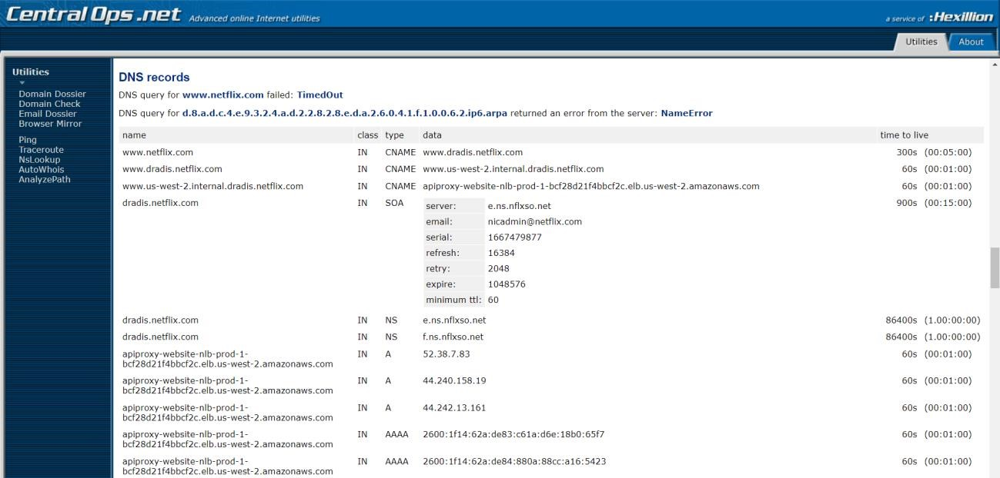 CentralOps.net Advanced online Internet utilities
a service of :Hexillion
Utilities About
Utilities
Domain Dossier
Domain Check
Email Dossier
Browser Mirror
Ping
Traceroute
NsLookup
AutoWhois
AnalyzePath
DNS records
DNS query for www.netflix.com failed: TimedOut
DNS query for d.8.a.d.c.4.e.9.3.2.4.a.d.2.2.8.2.8.e.d.a.2.6.0.4.1.f.1.0.0.6.2.ip6.arpa returned an error from the server: NameError
name class type data time to live
www.netflix.com IN CNAME www.dradis.netflix.com 300s (00:05:00)
www.dradis.netflix.com IN CNAME www.us-west-2.internal.dradis.netflix.com 60s (00:01:00)
www.us-west-2.internal.dradis.netflix.com IN CNAME apiproxy-website-nlb-prod-1-bcf28d21f4bbcf2c.elb.us-west-2.amazonaws.com 60s (00:01:00)
dradis.netflix.com IN SOA 900s (00:15:00)
server: e.ns.nflxso.net
email: nicadmin@netflix.com
serial: 1667479877
refresh: 16384
retry: 2048
expire: 1048576
minimum ttl: 60
dradis.netflix.com IN NS e.ns.nflxso.net 86400s (1.00:00:00)
dradis.netflix.com IN NS f.ns.nflxso.net 86400s (1.00:00:00)
apiproxy-website-nlb-prod-1- IN A 52.38.7.83 60s (00:01:00)
bcf28d21f4bbcf2c.elb.us-west-2.amazonaws.com
apiproxy-website-nlb-prod-1- IN A 44.240.158.19 60s (00:01:00)
bcf28d21f4bbcf2c.elb.us-west-2.amazonaws.com
apiproxy-website-nlb-prod-1- IN A 44.242.13.161 60s (00:01:00)
bcf28d21f4bbcf2c.elb.us-west-2.amazonaws.com
apiproxy-website-nlb-prod-1- IN AAAA 2600:1f14:62a:de83:c61a:d6e:18b0:65f7 60s (00:01:00)
bcf28d21f4bbcf2c.elb.us-west-2.amazonaws.com
apiproxy-website-nlb-prod-1- IN AAAA 2600:1f14:62a:de84:880a:88cc:a16:5423 60s (00:01:00)
bcf28d21f4bbcf2c.elb.us-west-2.amazonaws.com